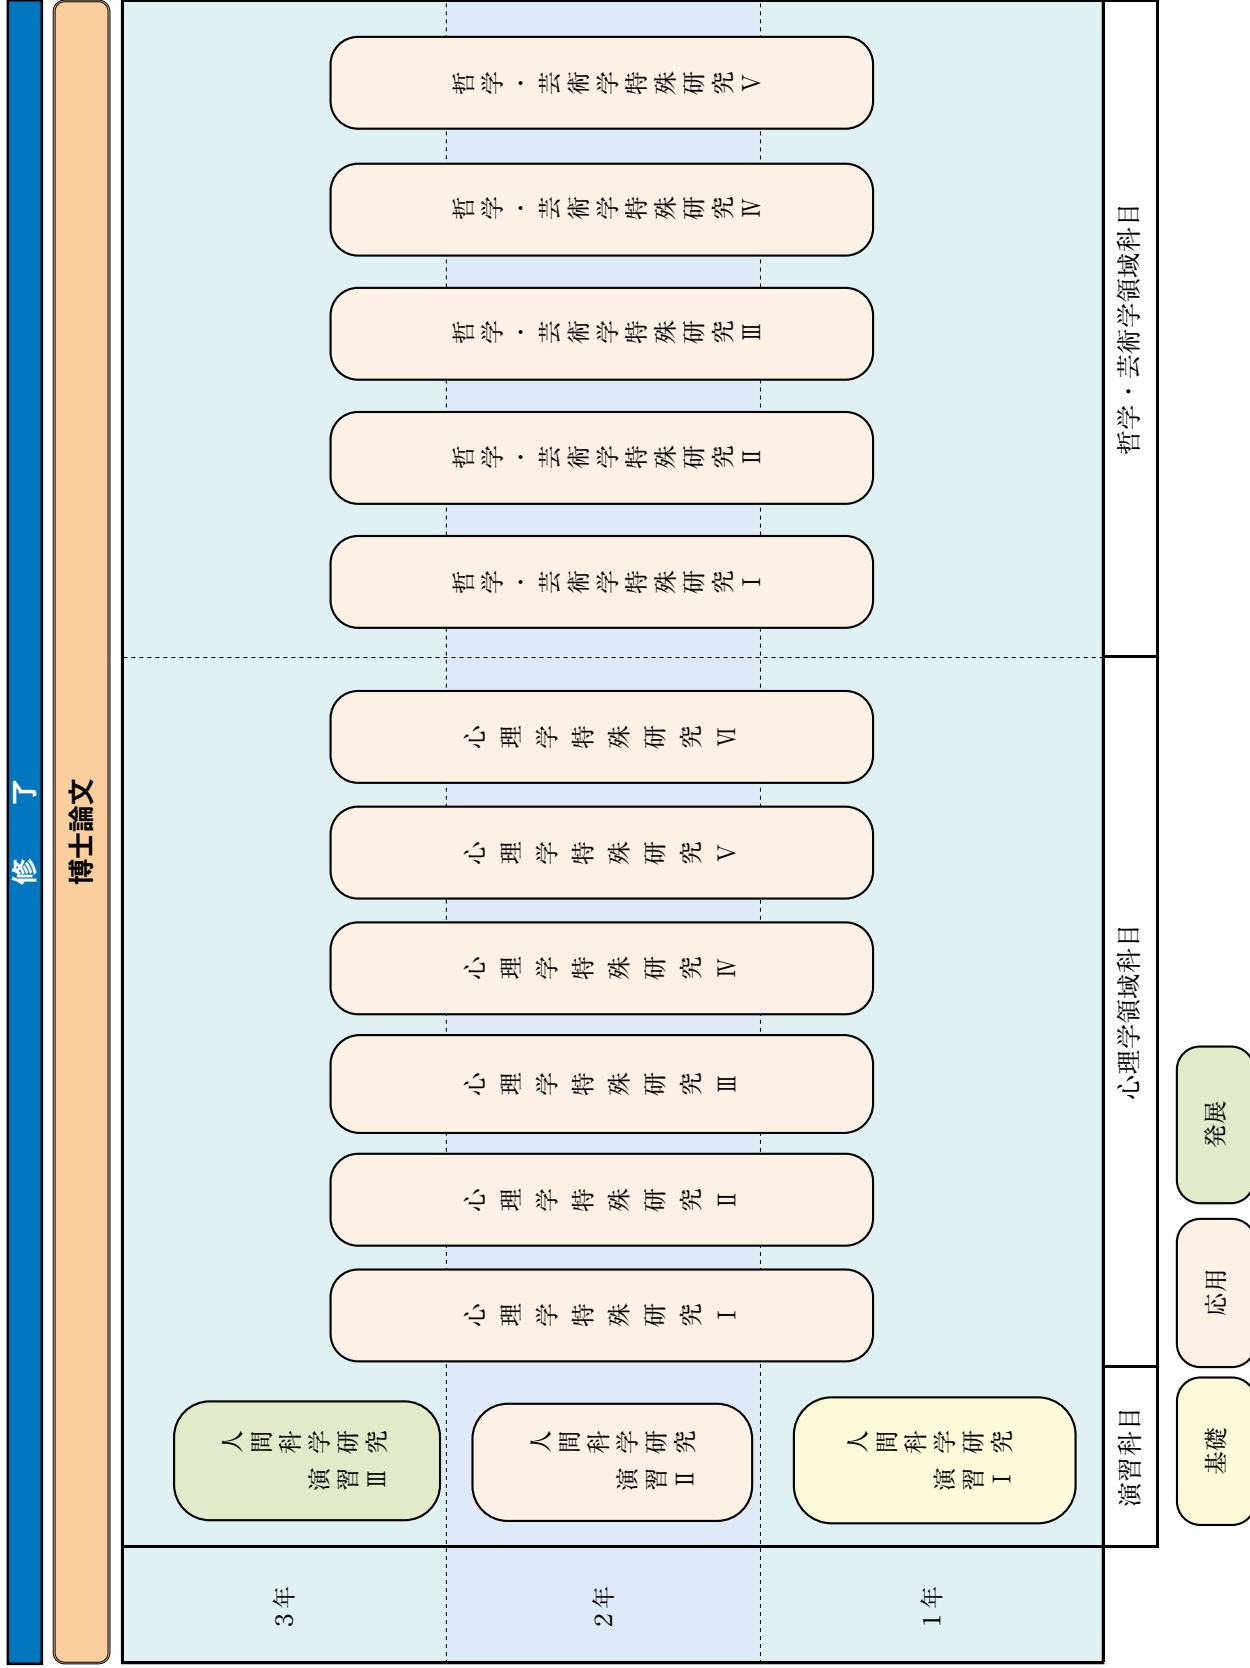 修 了
博士論文
3年
2年
1年
人間科学研究
演習Ⅲ
人間科学研究
演習Ⅱ
人間科学研究
演習Ⅰ
心理学特殊研究Ⅰ
心理学特殊研究Ⅱ
心理学特殊研究Ⅲ
心理学特殊研究Ⅳ
心理学特殊研究Ⅴ
心理学特殊研究Ⅵ
哲学・芸術学特殊研究Ⅰ
哲学・芸術学特殊研究Ⅱ
哲学・芸術学特殊研究Ⅲ
哲学・芸術学特殊研究Ⅳ
哲学・芸術学特殊研究Ⅴ
演習科目
心理学領域科目
哲学・芸術学領域科目
基礎
応用
発展